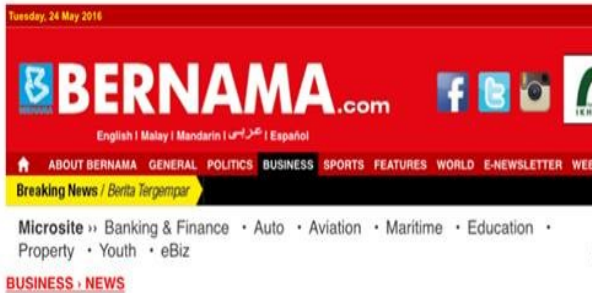 Tuesday, 24 May 2016
BERNAMA.com
English | Malay | Mandarin | عربى | Español
ABOUT BERNAMA GENERAL POLITICS BUSINESS SPORTS FEATURES WORLD E-NEWSLETTER
Breaking News / Berita Tergempar
Microsite ›› Banking & Finance · Auto · Aviation · Maritime · Education ·
Property · Youth · eBiz
BUSINESS › NEWS